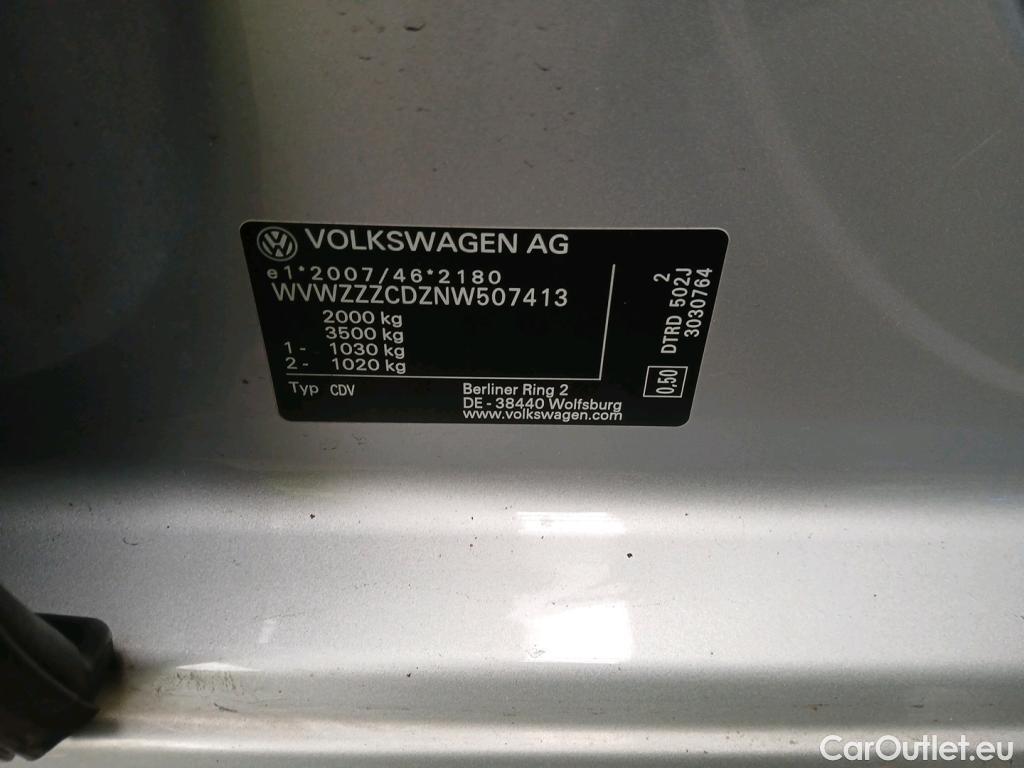 VOLKSWAGEN AG
e1*2007/46*2180
WVWZZZCDZNW507413
2000 kg
3500 kg
1- 1030 kg
2- 1020 kg
Typ CDV
Berliner Ring 2
DE - 38440 Wolfsburg
www.volkswagen.com
0,50
2
DTRD 502J
3030764
CarOutlet.eu